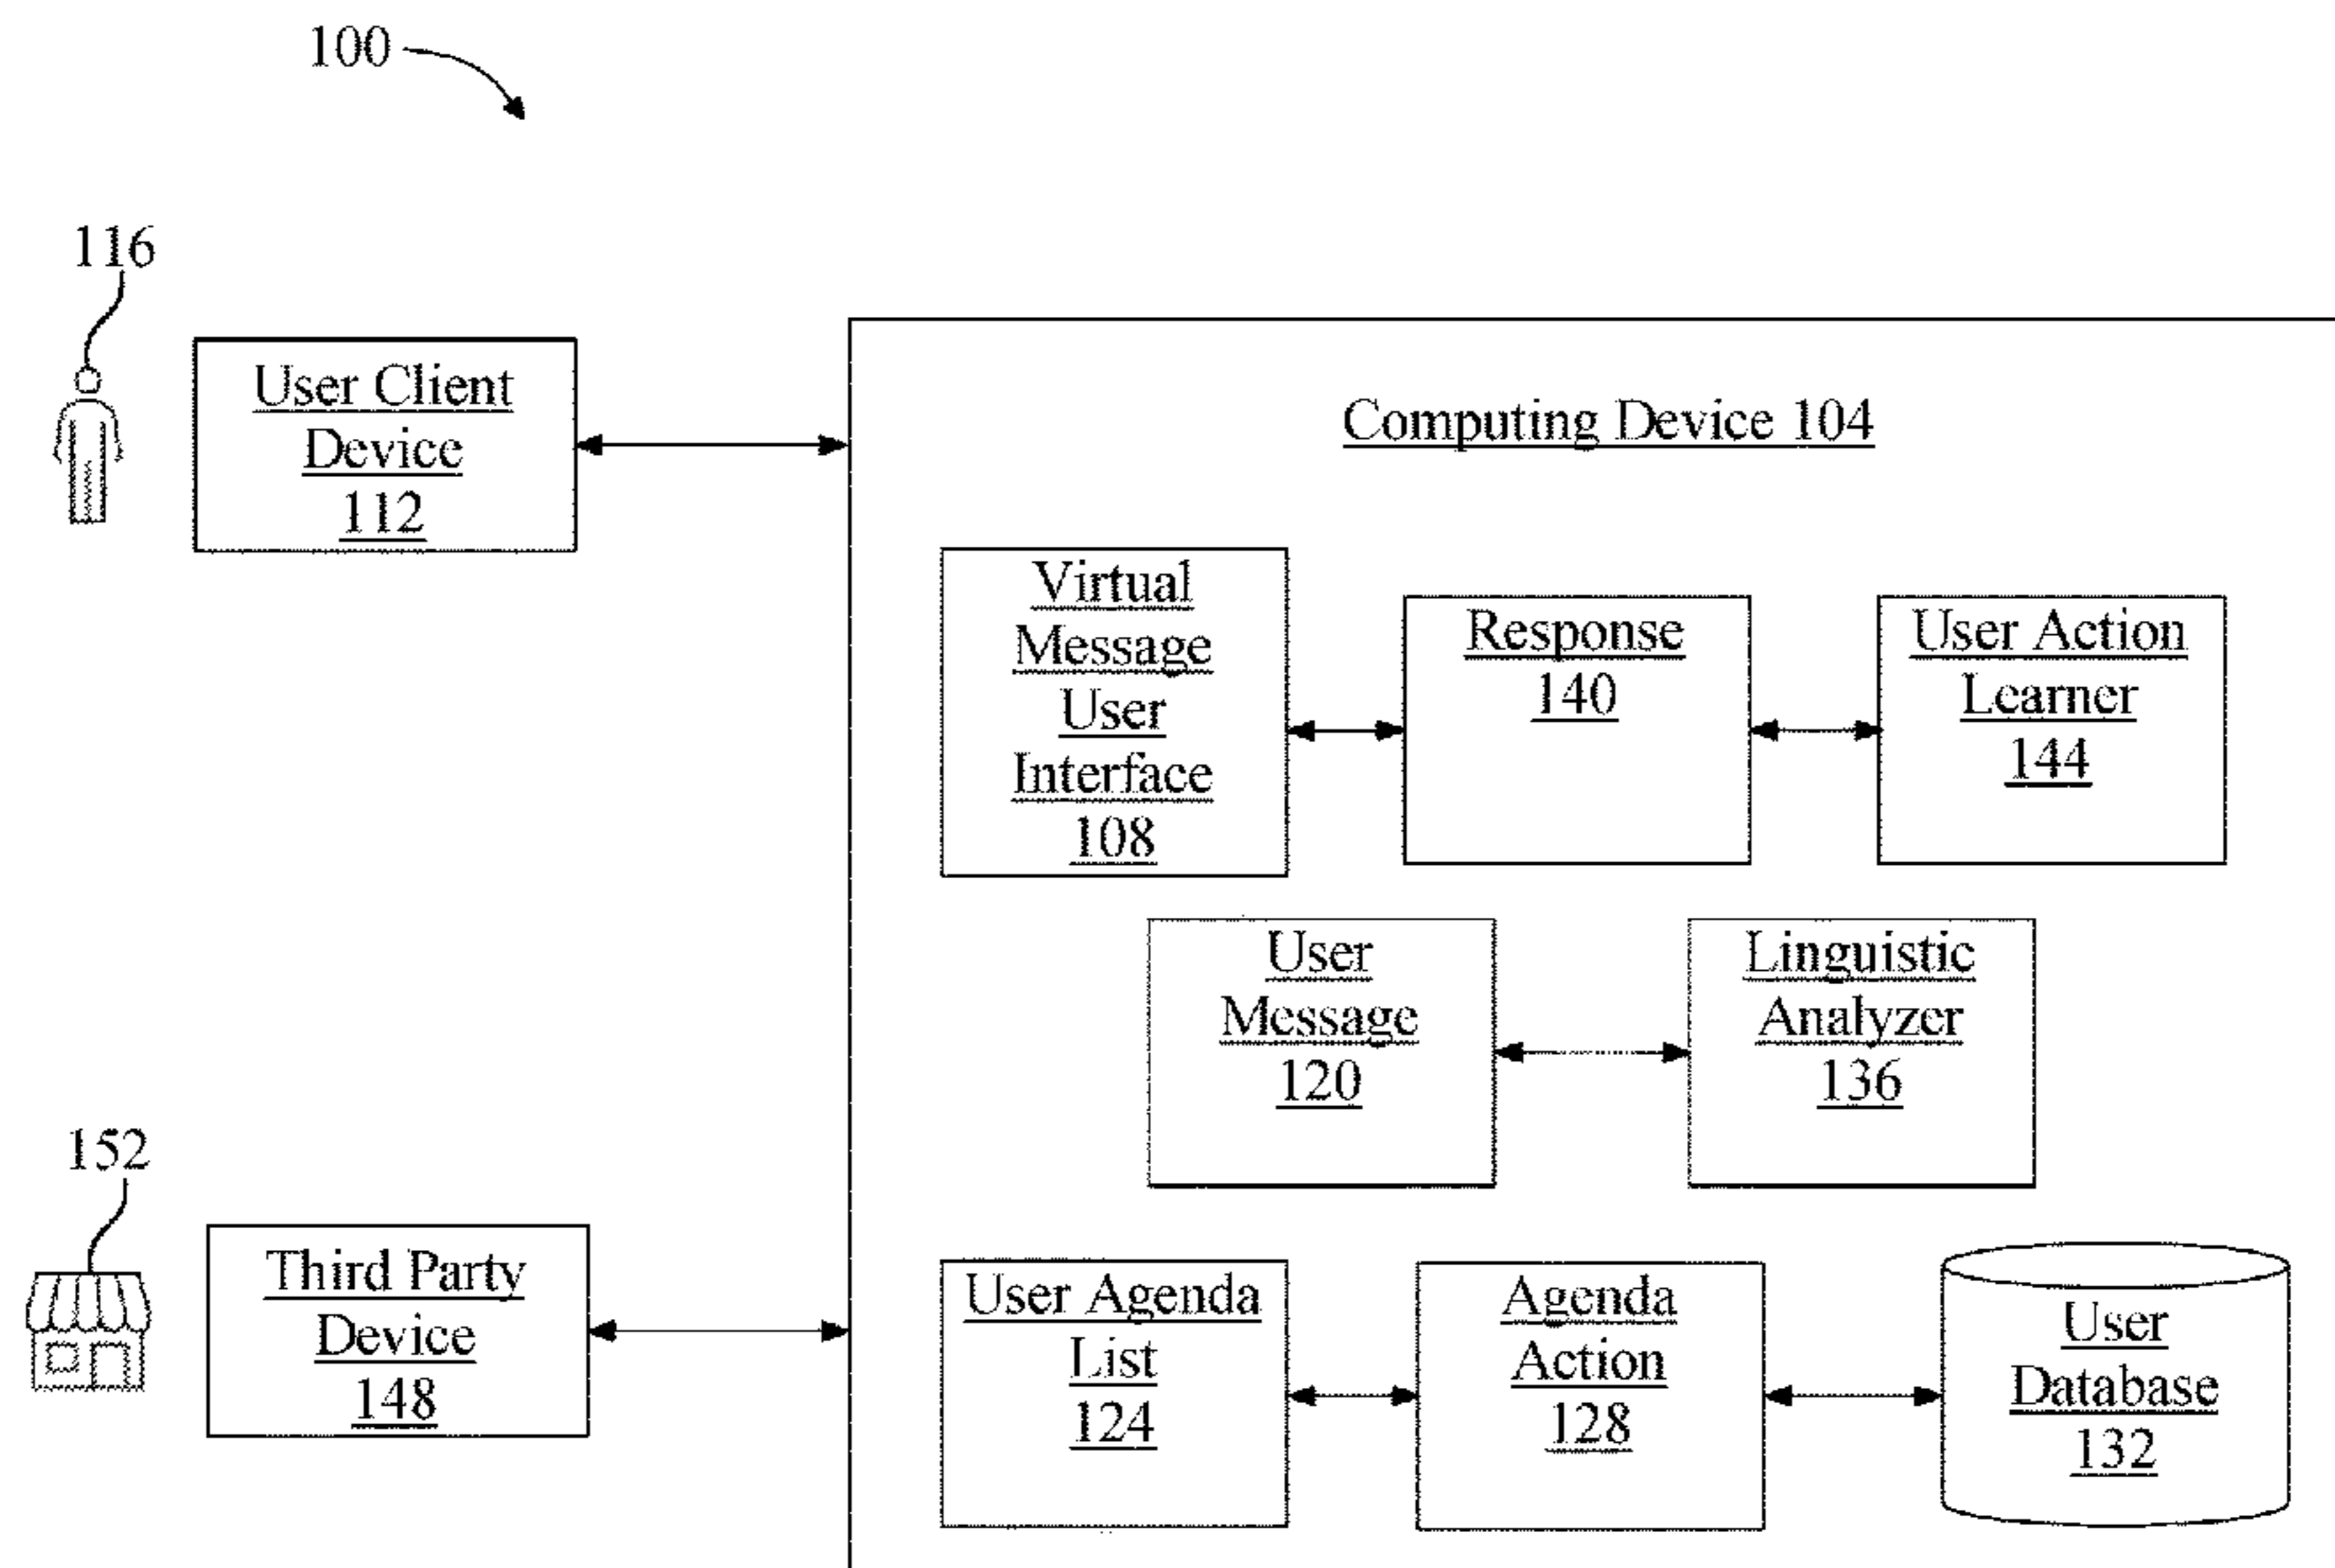 100
116
User Client
Device
112
Computing Device 104
Virtual
Message
User
Interface
108
Response
140
User Action
Learner
144
User
Message
120
Linguistic
Analyzer
136
152
Third Party
Device
148
User Agenda
List
124
Agenda
Action
128
User
Database
132